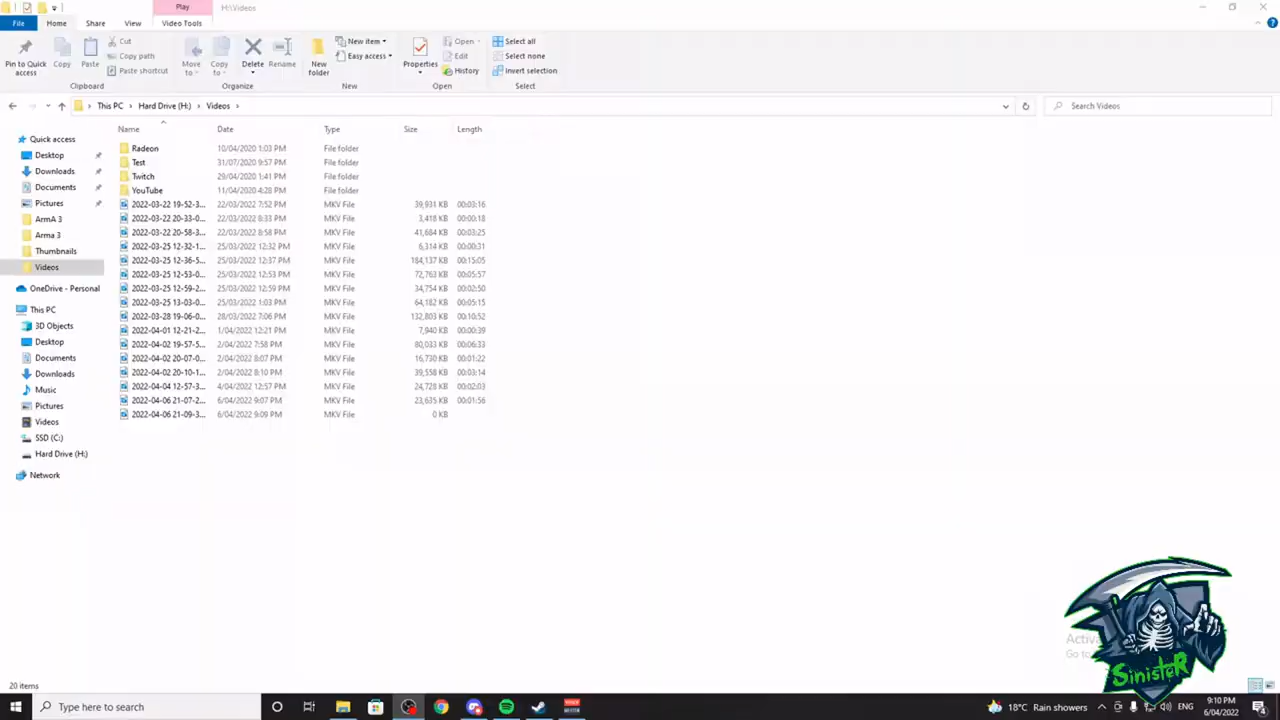 Play
H:\Videos
File Home Share View Video Tools
Pin to Quick access
Copy
Paste
Cut
Copy path
Paste shortcut
Clipboard
Move to
Copy to
Delete
Rename
Organize
New folder
New item
Easy access
New
Properties
Open
Edit
History
Open
Select all
Select none
Invert selection
Select
This PC > Hard Drive (H:) > Videos >
Search Videos
Name Date Type Size Length
Radeon 10/04/2020 1:03 PM File folder
Test 31/07/2020 9:57 PM File folder
Twitch 29/04/2020 1:41 PM File folder
YouTube 11/04/2020 4:28 PM File folder
2022-03-22 19-52-3... 22/03/2022 7:52 PM MKV File 39,931 KB 00:03:16
2022-03-22 20-33-0... 22/03/2022 8:33 PM MKV File 3,418 KB 00:00:18
2022-03-22 20-58-3... 22/03/2022 8:58 PM MKV File 41,684 KB 00:03:25
2022-03-25 12-32-1... 25/03/2022 12:32 PM MKV File 6,314 KB 00:00:31
2022-03-25 12-36-5... 25/03/2022 12:37 PM MKV File 184,137 KB 00:15:05
2022-03-25 12-53-0... 25/03/2022 12:53 PM MKV File 72,763 KB 00:05:57
2022-03-25 12-59-2... 25/03/2022 12:59 PM MKV File 34,754 KB 00:02:50
2022-03-25 13-03-0... 25/03/2022 1:03 PM MKV File 64,182 KB 00:05:15
2022-03-28 19-06-0... 28/03/2022 7:06 PM MKV File 132,803 KB 00:10:52
2022-04-01 12-21-2... 1/04/2022 12:21 PM MKV File 7,940 KB 00:00:39
2022-04-02 19-57-5... 2/04/2022 7:58 PM MKV File 80,033 KB 00:06:33
2022-04-02 20-07-0... 2/04/2022 8:07 PM MKV File 16,730 KB 00:01:22
2022-04-02 20-10-1... 2/04/2022 8:10 PM MKV File 39,558 KB 00:03:14
2022-04-04 12-57-3... 4/04/2022 12:57 PM MKV File 24,728 KB 00:02:03
2022-04-06 21-07-2... 6/04/2022 9:07 PM MKV File 23,635 KB 00:01:56
2022-04-06 21-09-3... 6/04/2022 9:09 PM MKV File 0 KB
Quick access
Desktop
Downloads
Documents
Pictures
ArmA 3
Arma 3
Thumbnails
Videos
OneDrive - Personal
This PC
3D Objects
Desktop
Documents
Downloads
Music
Pictures
Videos
SSD (C:)
Hard Drive (H:)
Network
Activa
Go to
SinisteR
20 items
Type here to search
18°C Rain showers
ENG
9:10 PM
6/04/2022
4